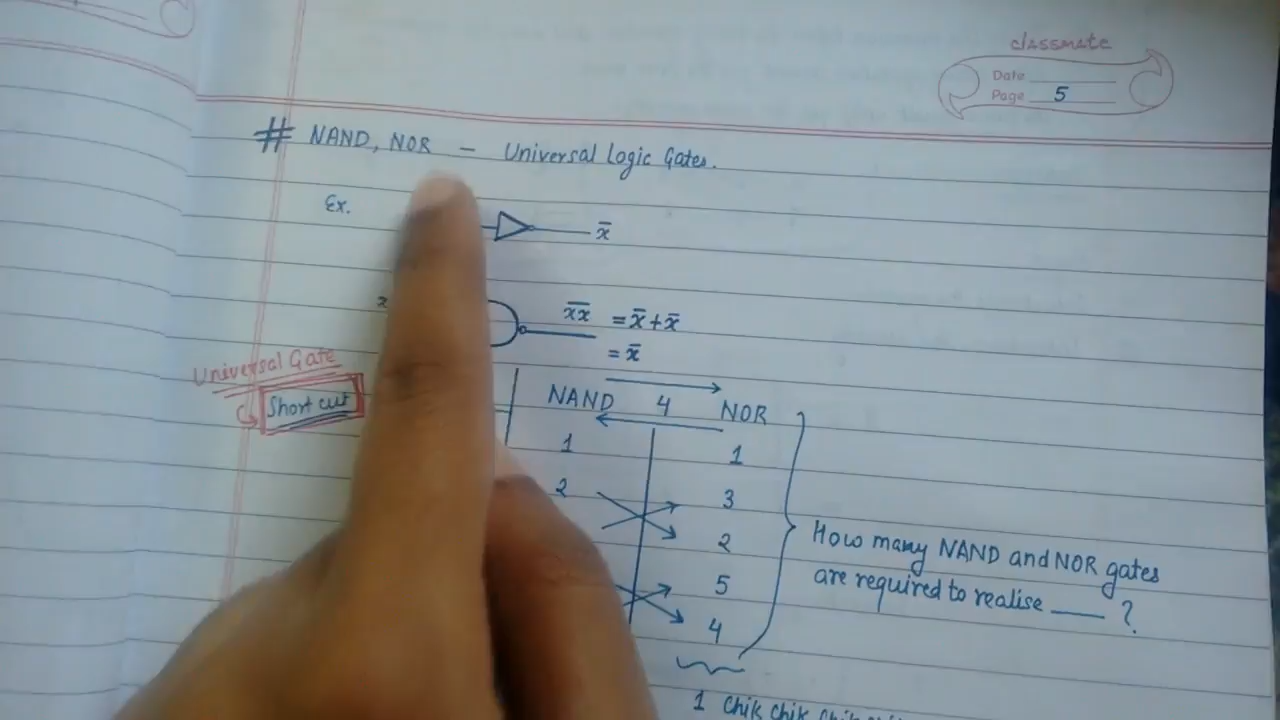 classmate
Date
Page 5
# NAND, NOR - Universal Logic Gates.
Ex.
x̅
x̅x̅ = x̅ + x̅
= x̅
Universal Gate
Short cut
NAND 4 NOR
1 1
2 3
2
5
4
How many NAND and NOR gates
are required to realise ____ ?
1 chik chik